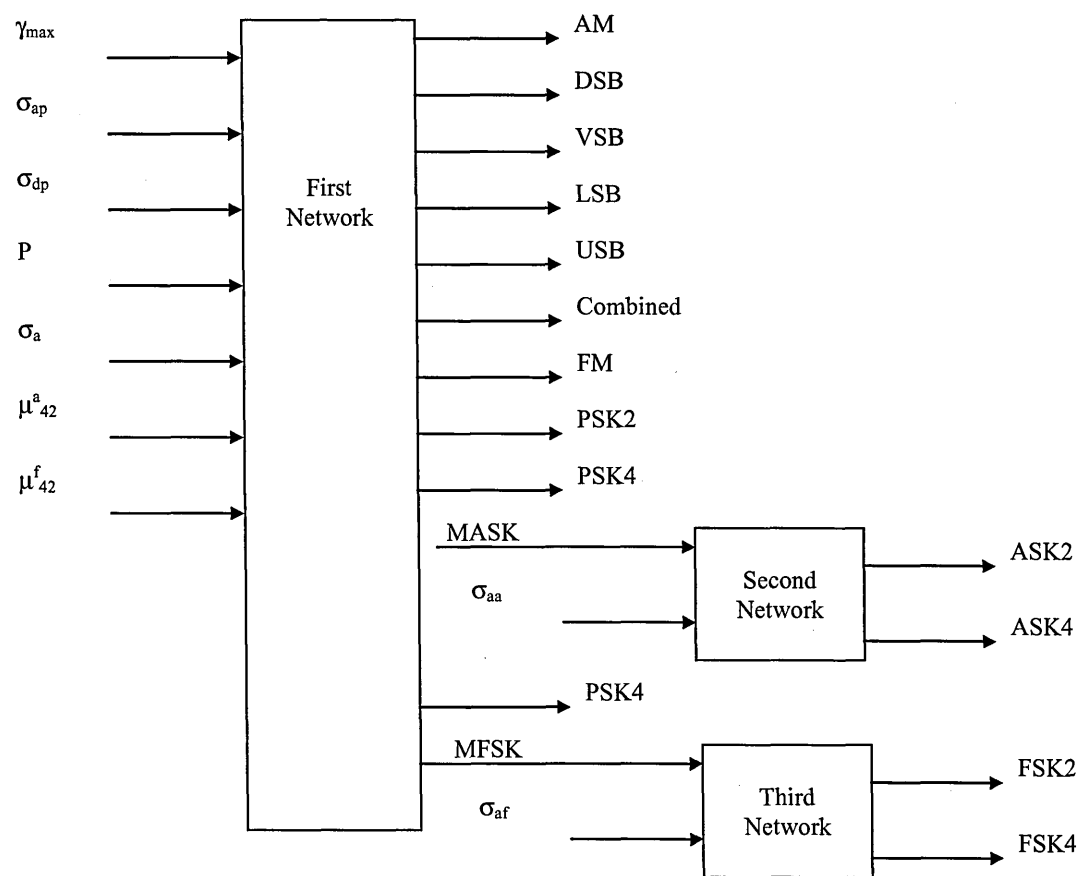 γmax
σap
σdp
P
σa
μᵃ42
μᶠ42
First
Network
AM
DSB
VSB
LSB
USB
Combined
FM
PSK2
PSK4
MASK
σaa
Second
Network
ASK2
ASK4
PSK4
MFSK
σaf
Third
Network
FSK2
FSK4